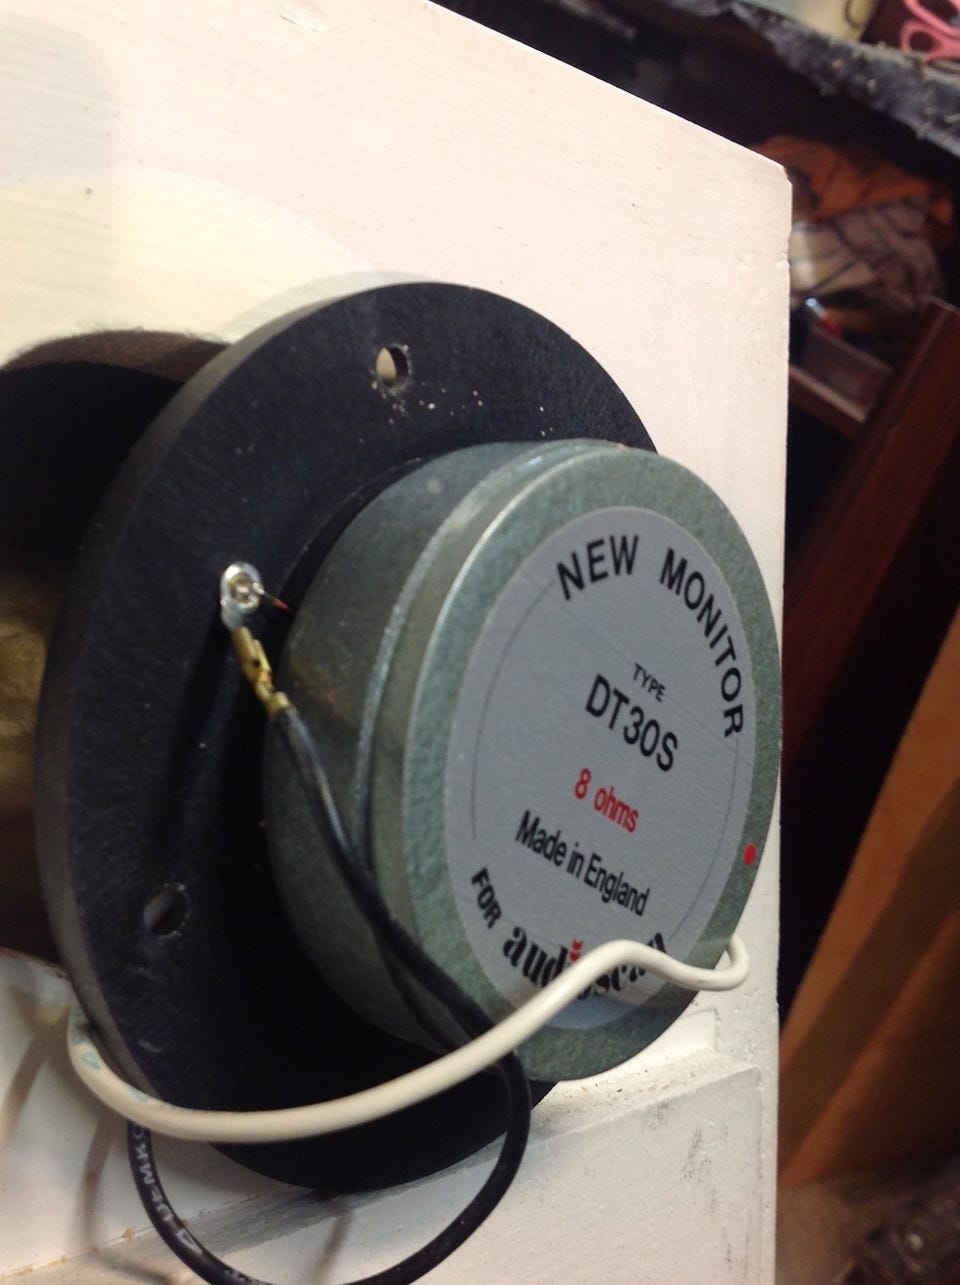 NEW MONITOR
TYPE
DT30S
8 ohms
Made in England
FOR